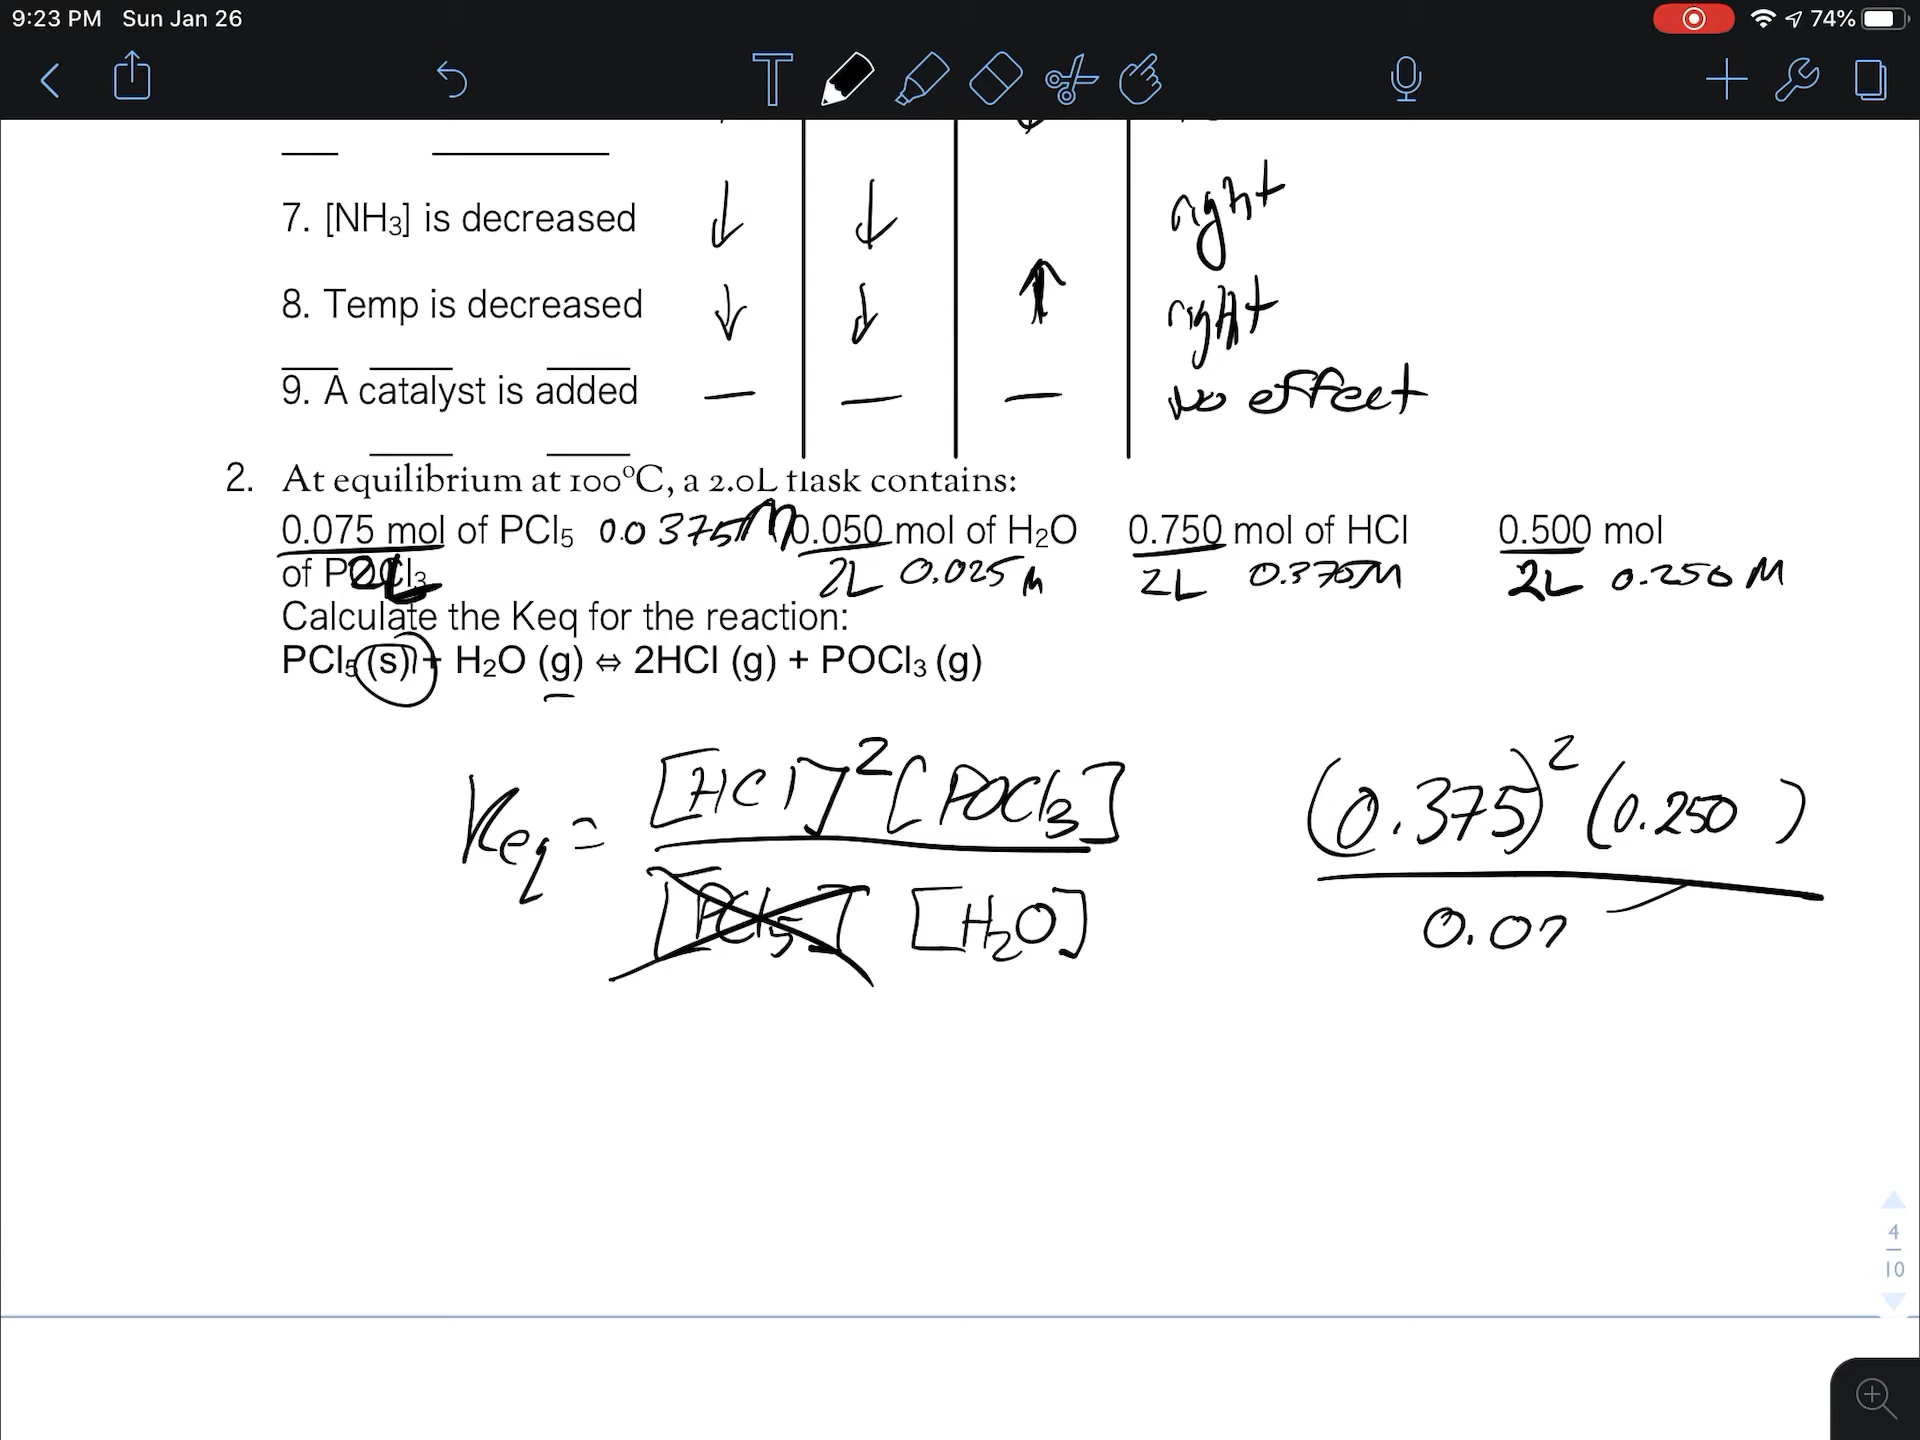 9:23 PM Sun Jan 26 74%
7. [NH₃] is decreased ↓ ↓ right
8. Temp is decreased ↓ ↓ ↑ right
9. A catalyst is added — — — no effect
2. At equilibrium at 100°C, a 2.0L flask contains:
0.075 mol of PCl₅ 0.0375M 0.050 mol of H₂O 0.750 mol of HCl 0.500 mol
of POCl₃ 2L 2L 0.025 M 2L 0.375M 2L 0.250 M
Calculate the Keq for the reaction:
PCl₅ (s) + H₂O (g) ⇔ 2HCl (g) + POCl₃ (g)
Keq = [HCl]² [POCl₃] (0.375)² (0.250 )
[PCl₅] [H₂O] 0.02
4
10